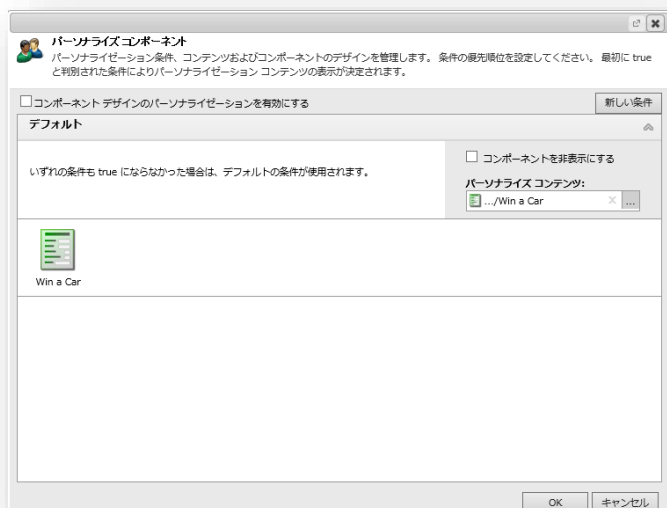 パーソナライズ コンポーネント
パーソナライゼーション条件、コンテンツおよびコンポーネントのデザインを管理します。 条件の優先順位を設定してください。 最初に true
と判別された条件によりパーソナライゼーション コンテンツの表示が決定されます。
コンポーネント デザインのパーソナライゼーションを有効にする
新しい条件
デフォルト
いずれの条件も true にならなかった場合は、デフォルトの条件が使用されます。
コンポーネントを非表示にする
パーソナライズ コンテンツ:
.../Win a Car
...
Win a Car
OK
キャンセル